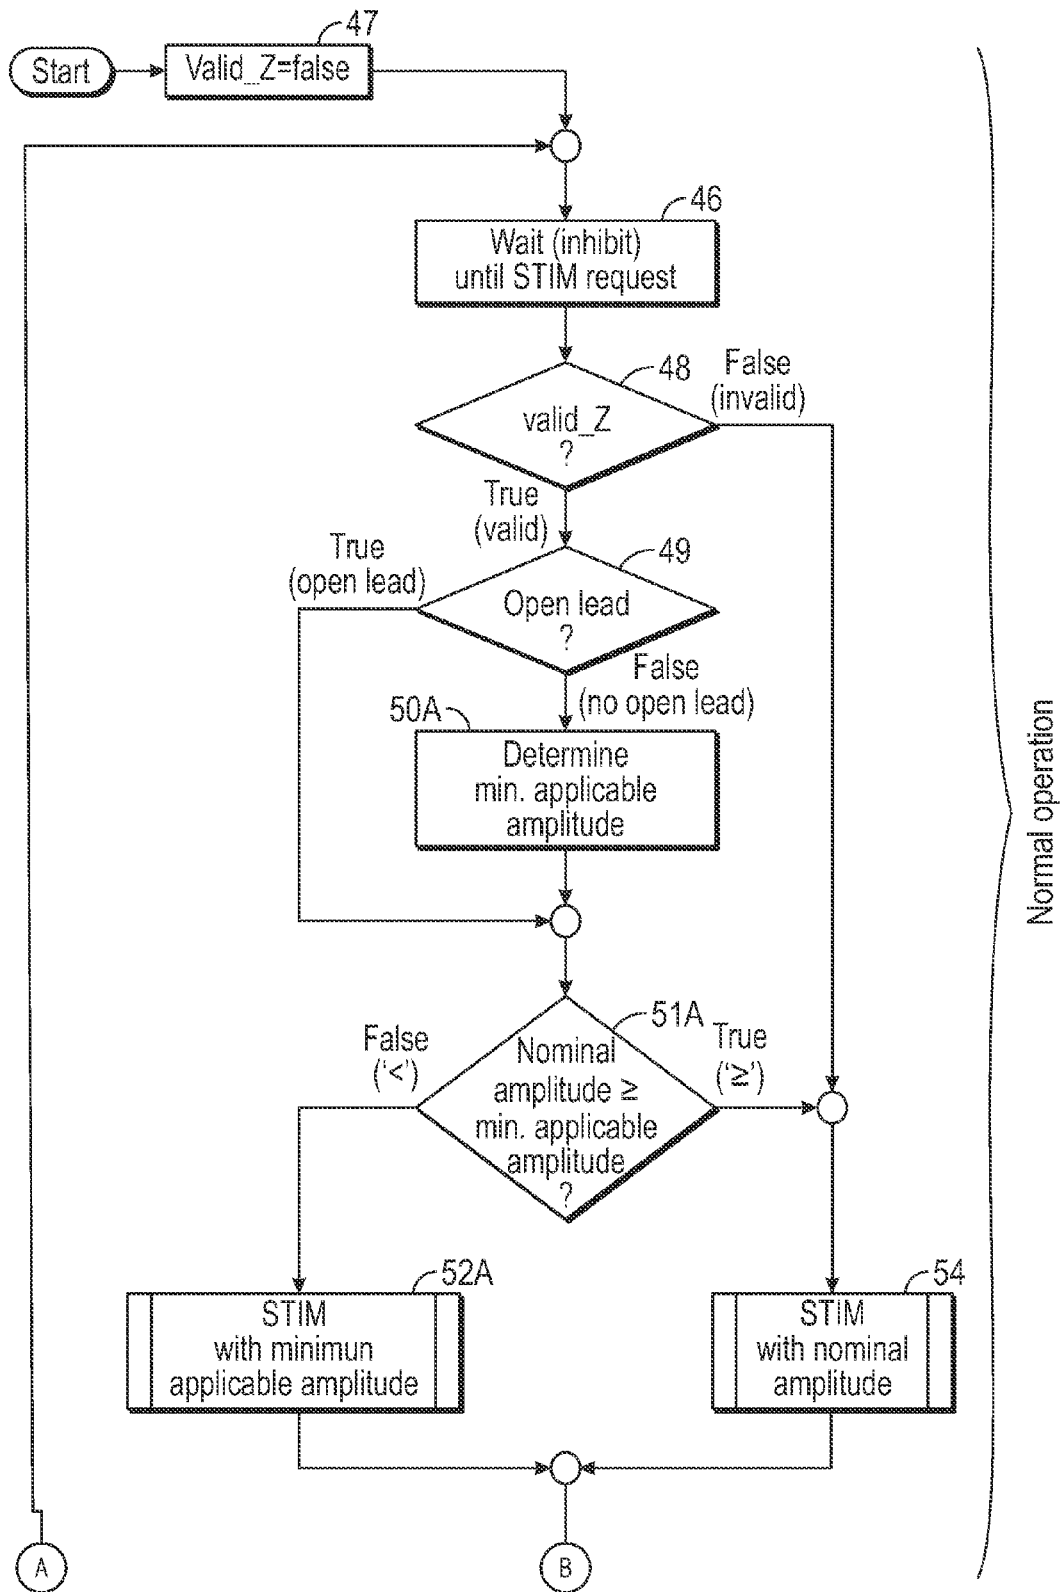 47
Start
Valid_Z=false
46
Wait (inhibit)
until STIM request
48
False
(invalid)
valid_Z
?
True
(valid)
True
(open lead)
49
Open lead
?
False
(no open lead)
50A
Determine
min. applicable
amplitude
51A
False
('<')
True
('≥')
Nominal
amplitude ≥
min. applicable
amplitude
?
52A
STIM
with minimun
applicable amplitude
54
STIM
with nominal
amplitude
A
B
Normal operation